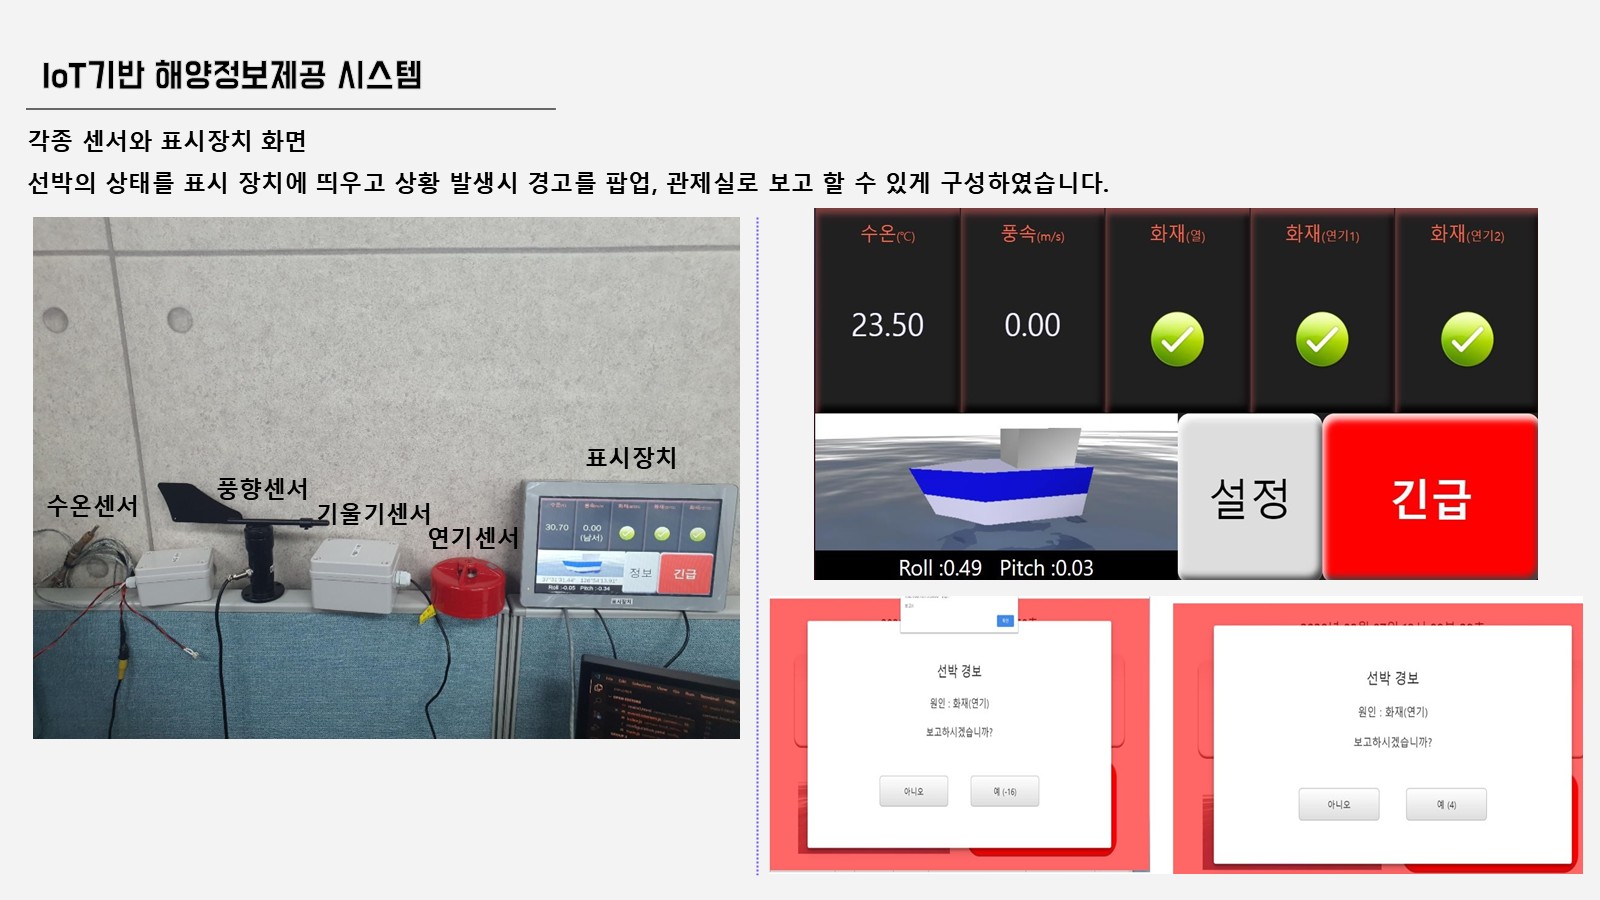 IoT기반 해양정보제공 시스템
각종 센서와 표시장치 화면
선박의 상태를 표시 장치에 띄우고 상황 발생시 경고를 팝업, 관제실로 보고 할 수 있게 구성하였습니다.
표시장치
수온센서
풍향센서
기울기센서
연기센서
30.70
0.00
(남서)
정보
긴급
Roll :-0.05 Pitch :-0.34
수온(℃)
풍속(m/s)
화재(열)
화재(연기1)
화재(연기2)
23.50
0.00
설정
긴급
Roll :0.49 Pitch :0.03
선박 경보
원인 : 화재(연기)
보고하시겠습니까?
아니오
예 (-16)
선박 경보
원인 : 화재(연기)
보고하시겠습니까?
아니오
예 (4)